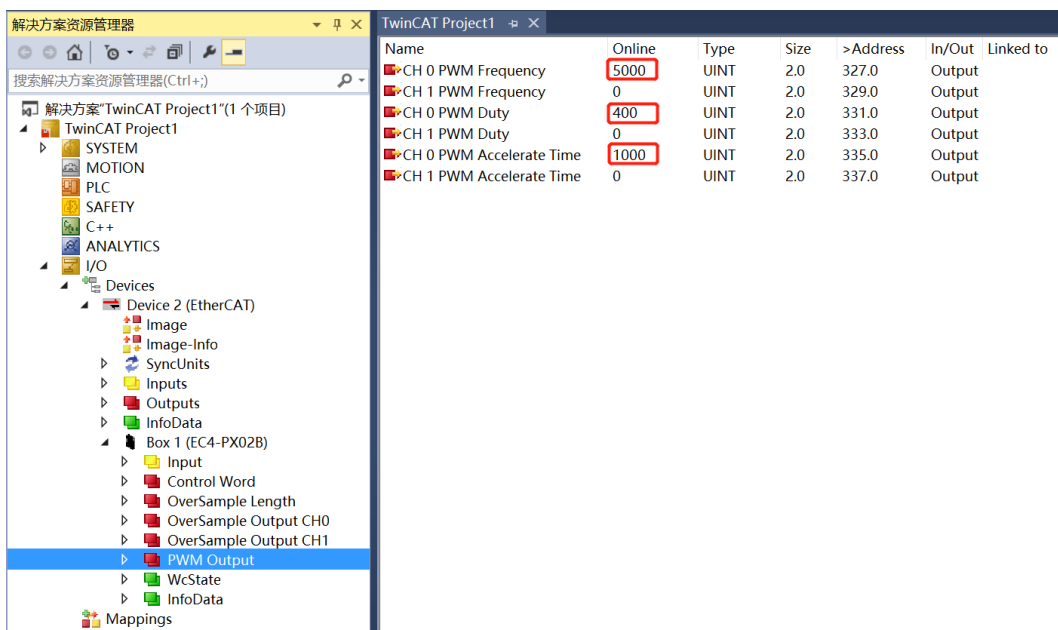 解决方案资源管理器
搜索解决方案资源管理器(Ctrl+;)
解决方案"TwinCAT Project1"(1 个项目)
TwinCAT Project1
SYSTEM
MOTION
PLC
SAFETY
C++
ANALYTICS
I/O
Devices
Device 2 (EtherCAT)
Image
Image-Info
SyncUnits
Inputs
Outputs
InfoData
Box 1 (EC4-PX02B)
Input
Control Word
OverSample Length
OverSample Output CH0
OverSample Output CH1
PWM Output
WcState
InfoData
Mappings
TwinCAT Project1
Name Online Type Size >Address In/Out Linked to
CH 0 PWM Frequency 5000 UINT 2.0 327.0 Output
CH 1 PWM Frequency 0 UINT 2.0 329.0 Output
CH 0 PWM Duty 400 UINT 2.0 331.0 Output
CH 1 PWM Duty 0 UINT 2.0 333.0 Output
CH 0 PWM Accelerate Time 1000 UINT 2.0 335.0 Output
CH 1 PWM Accelerate Time 0 UINT 2.0 337.0 Output